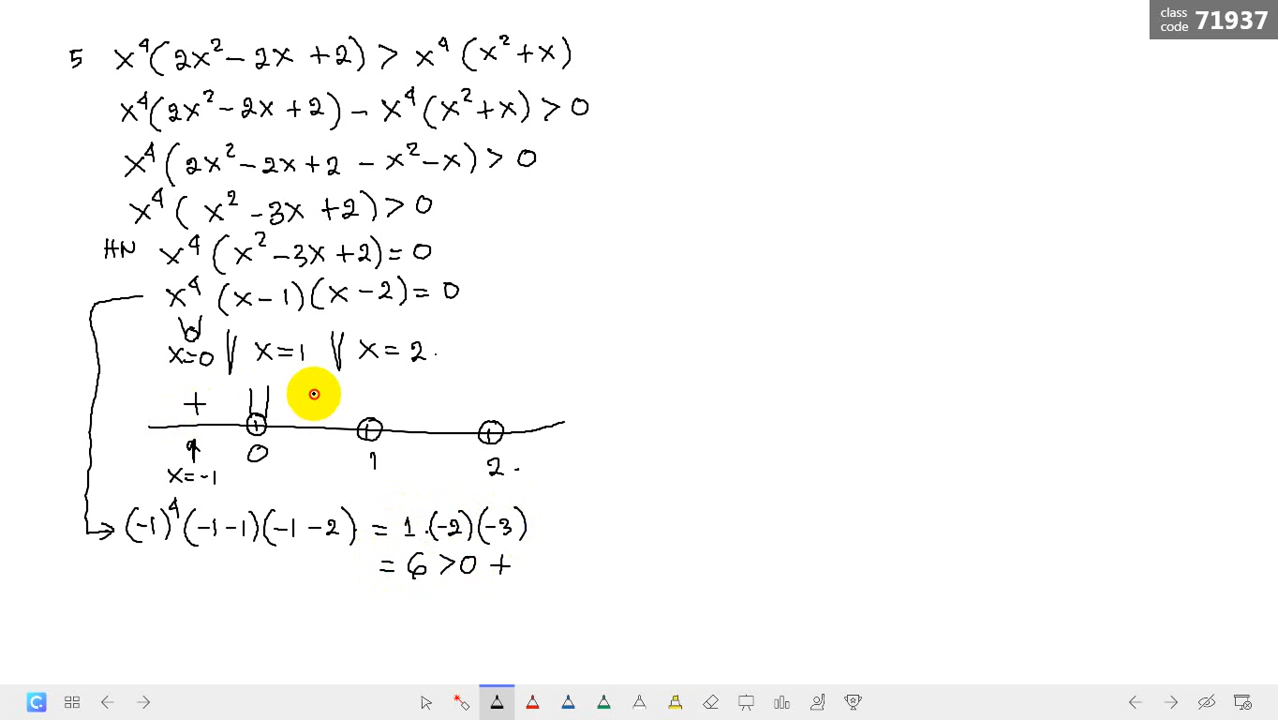 class code 71937
5 x⁴(2x² - 2x + 2) > x⁴(x² + x)
x⁴(2x² - 2x + 2) - x⁴(x² + x) > 0
x⁴(2x² - 2x + 2 - x² - x) > 0
x⁴(x² - 3x + 2) > 0
HN x⁴(x² - 3x + 2) = 0
x⁴(x - 1)(x - 2) = 0
x = 0 V x = 1 V x = 2.
+
0 1 2.
x = -1
(-1)⁴(-1 - 1)(-1 - 2) = 1.(-2)(-3)
= 6 > 0 +